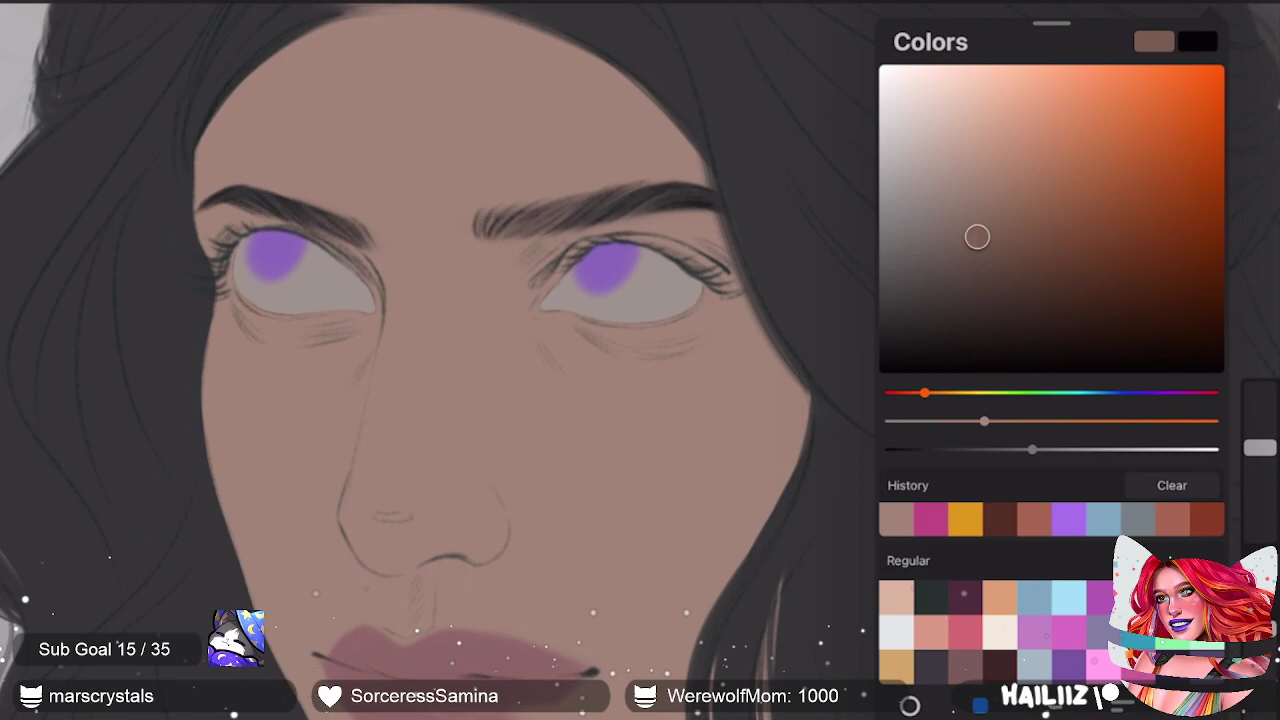 Colors
History
Clear
Regular
Sub Goal 15 / 35
marscrystals
SorceressSamina
WerewolfMom: 1000
HAILIIZ